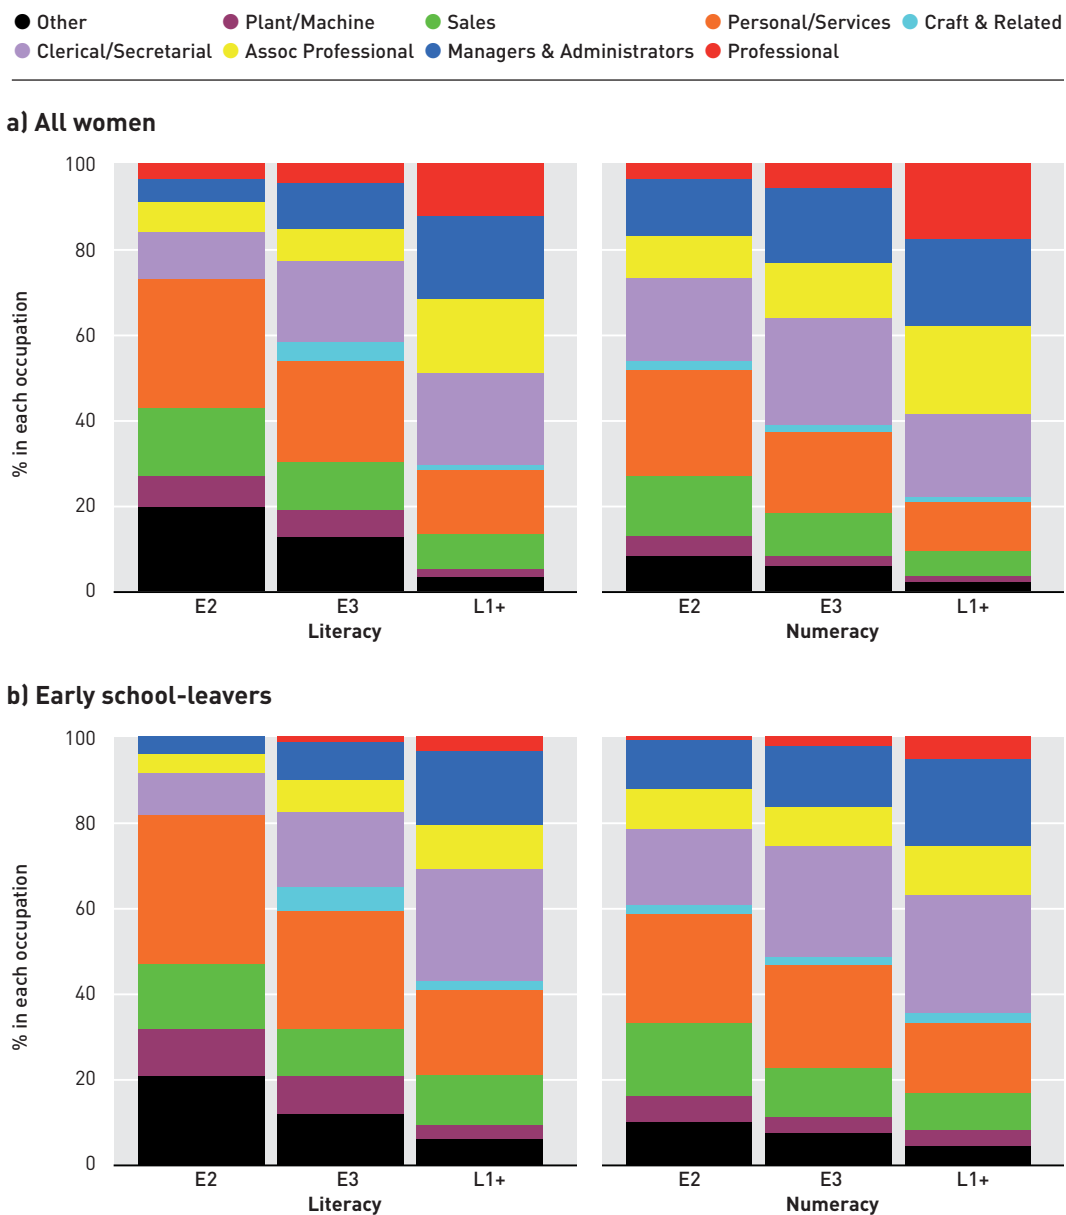 Other Plant/Machine Sales Personal/Services Craft & Related
Clerical/Secretarial Assoc Professional Managers & Administrators Professional
a) All women
% in each occupation
100
80
60
40
20
0
E2 E3 L1+ E2 E3 L1+
Literacy Numeracy
b) Early school-leavers
% in each occupation
100
80
60
40
20
0
E2 E3 L1+ E2 E3 L1+
Literacy Numeracy